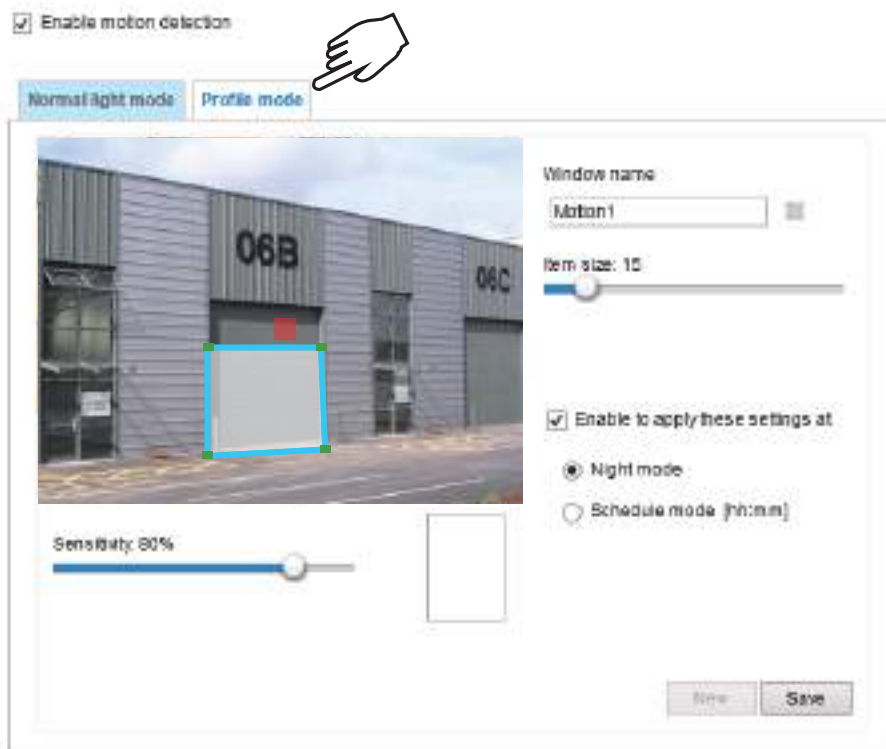 Enable motion detection
Normal light mode
Profile mode
Window name
Motion1
Item size: 15
06B
06C
Enable to apply these settings at
Night mode
Schedule mode [hh:mm]
Sensitivity: 80%
New
Save